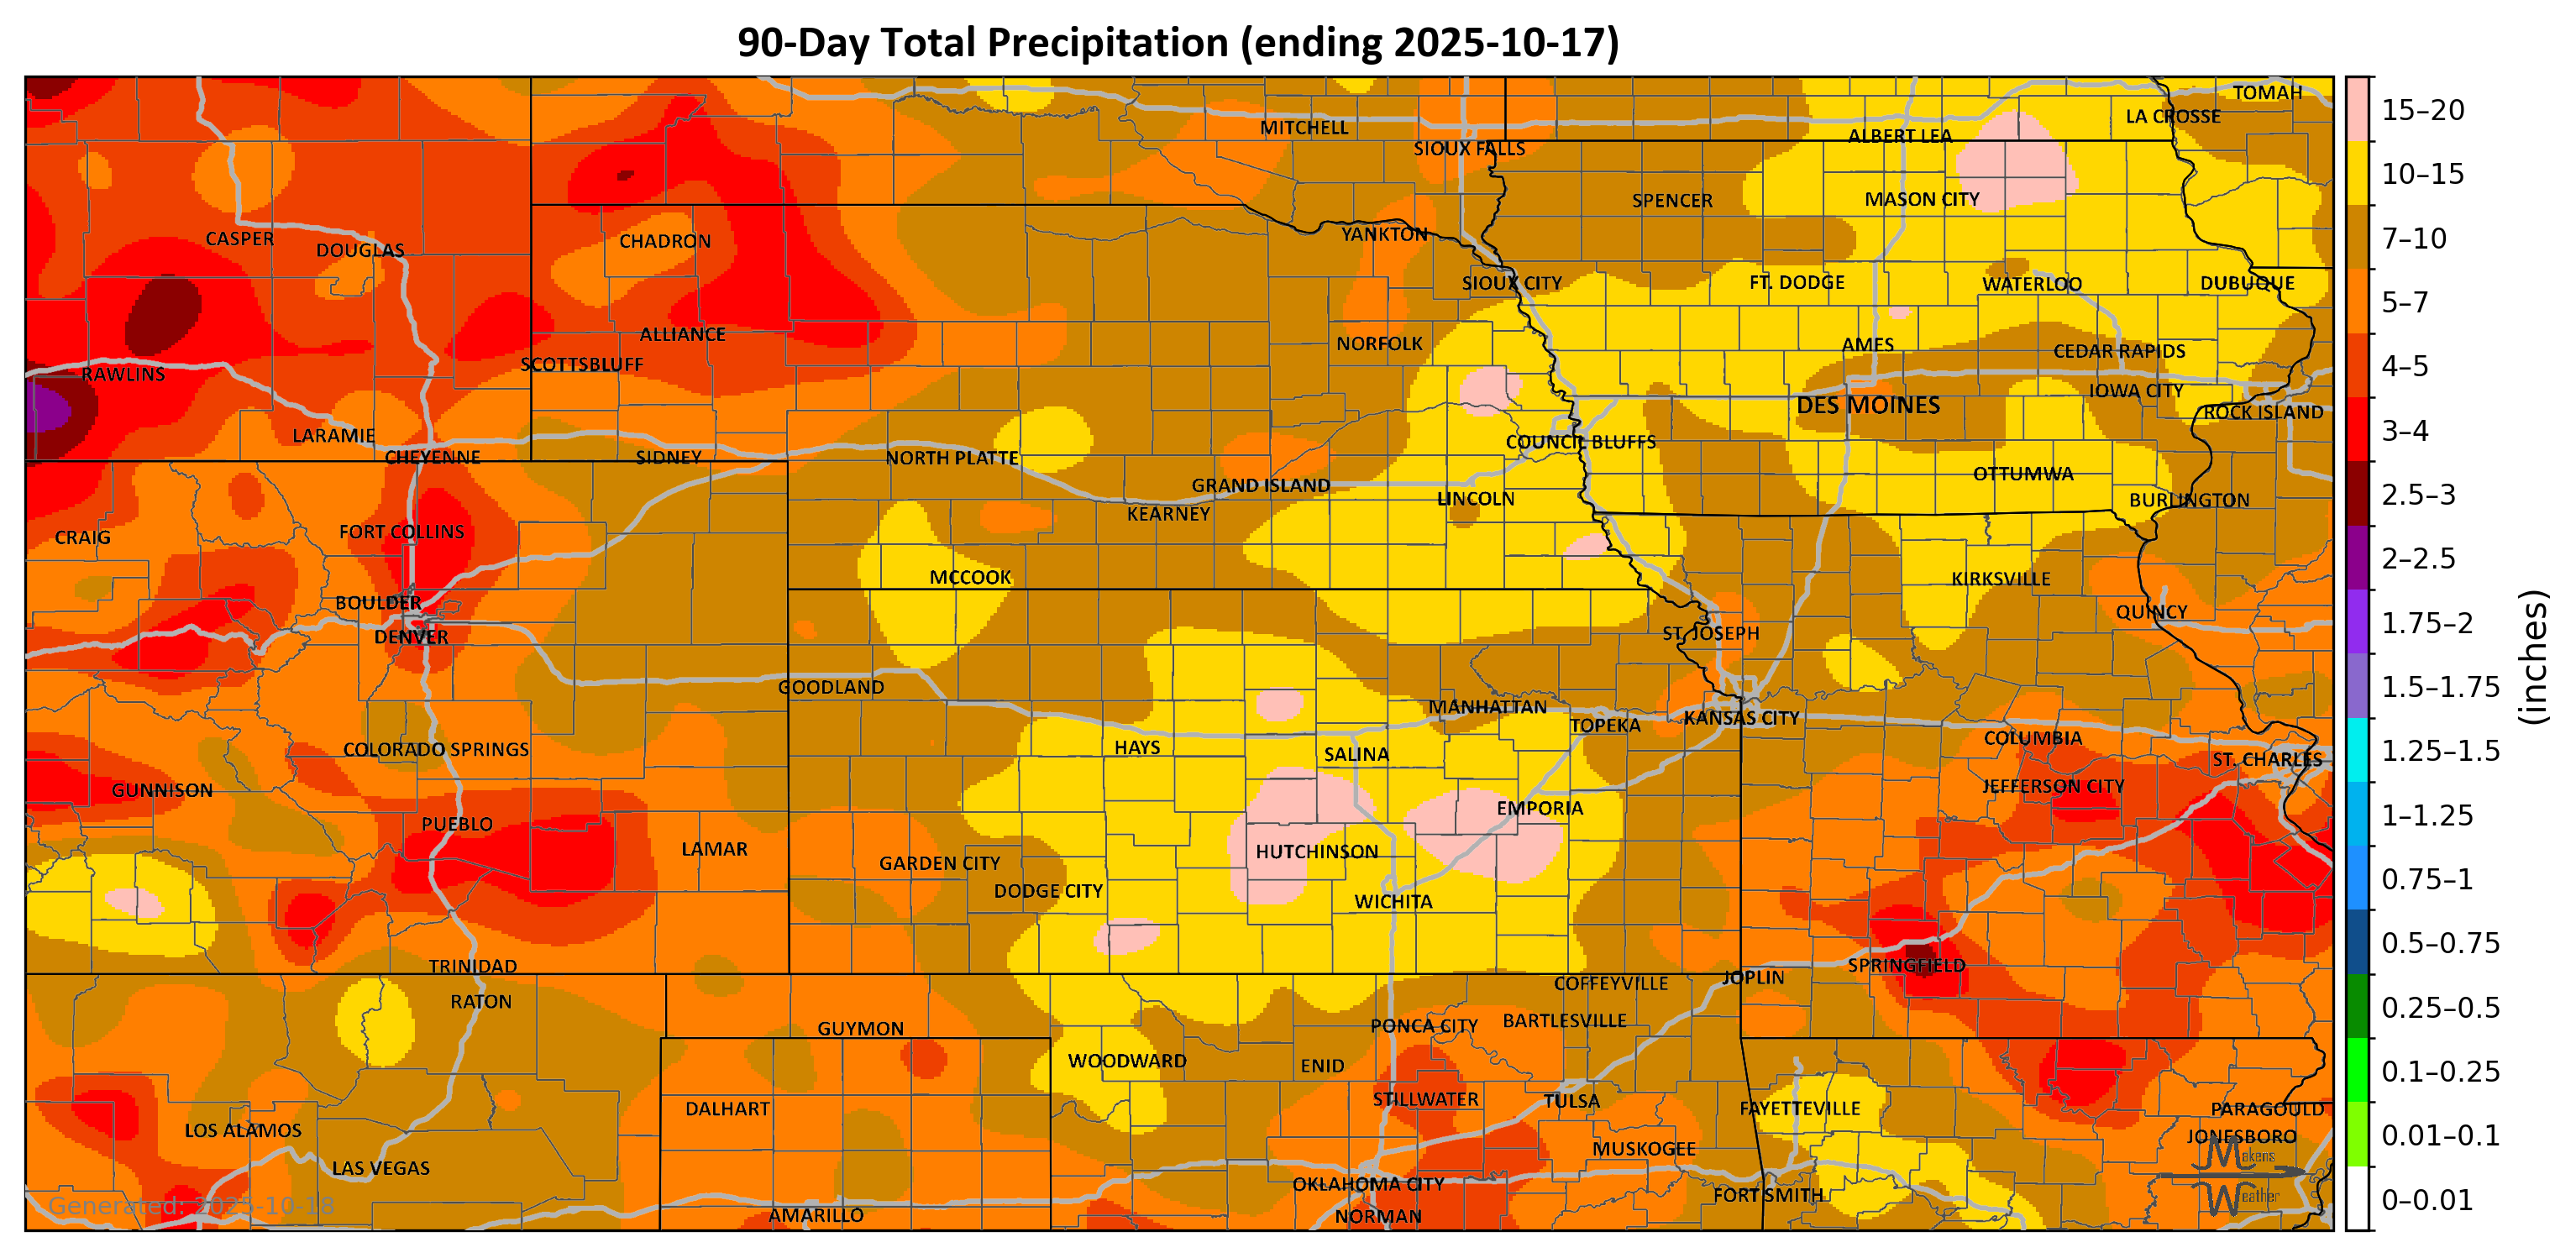 90-Day Total Precipitation (ending 2025-10-17)
TOMAH
LA CROSSE
MITCHELL
ALBERT LEA
SIOUX FALLS
SPENCER
MASON CITY
YANKTON
CASPER
CHADRON
DOUGLAS
SIOUX CITY
FT. DODGE
WATERLOO
DUBUQUE
ALLIANCE
NORFOLK
AMES
CEDAR RAPIDS
SCOTTSBLUFF
RAWLINS
IOWA CITY
DES MOINES
ROCK ISLAND
LARAMIE
COUNCIL BLUFFS
CHEYENNE
SIDNEY
NORTH PLATTE
OTTUMWA
GRAND ISLAND
LINCOLN
BURLINGTON
KEARNEY
FORT COLLINS
CRAIG
MCCOOK
KIRKSVILLE
BOULDER
QUINCY
DENVER
ST. JOSEPH
GOODLAND
MANHATTAN
KANSAS CITY
TOPEKA
COLUMBIA
COLORADO SPRINGS
HAYS
SALINA
ST. CHARLES
GUNNISON
JEFFERSON CITY
EMPORIA
PUEBLO
LAMAR
HUTCHINSON
GARDEN CITY
DODGE CITY
WICHITA
TRINIDAD
SPRINGFIELD
JOPLIN
COFFEYVILLE
RATON
BARTLESVILLE
PONCA CITY
GUYMON
WOODWARD
ENID
STILLWATER
TULSA
DALHART
FAYETTEVILLE
PARAGOULD
LOS ALAMOS
JONESBORO
MUSKOGEE
LAS VEGAS
OKLAHOMA CITY
FORT SMITH
AMARILLO
NORMAN
Generated: 2025-10-18
Makens
Weather
15–20
10–15
7–10
5–7
4–5
3–4
2.5–3
2–2.5
1.75–2
1.5–1.75
1.25–1.5
1–1.25
0.75–1
0.5–0.75
0.25–0.5
0.1–0.25
0.01–0.1
0–0.01
(inches)